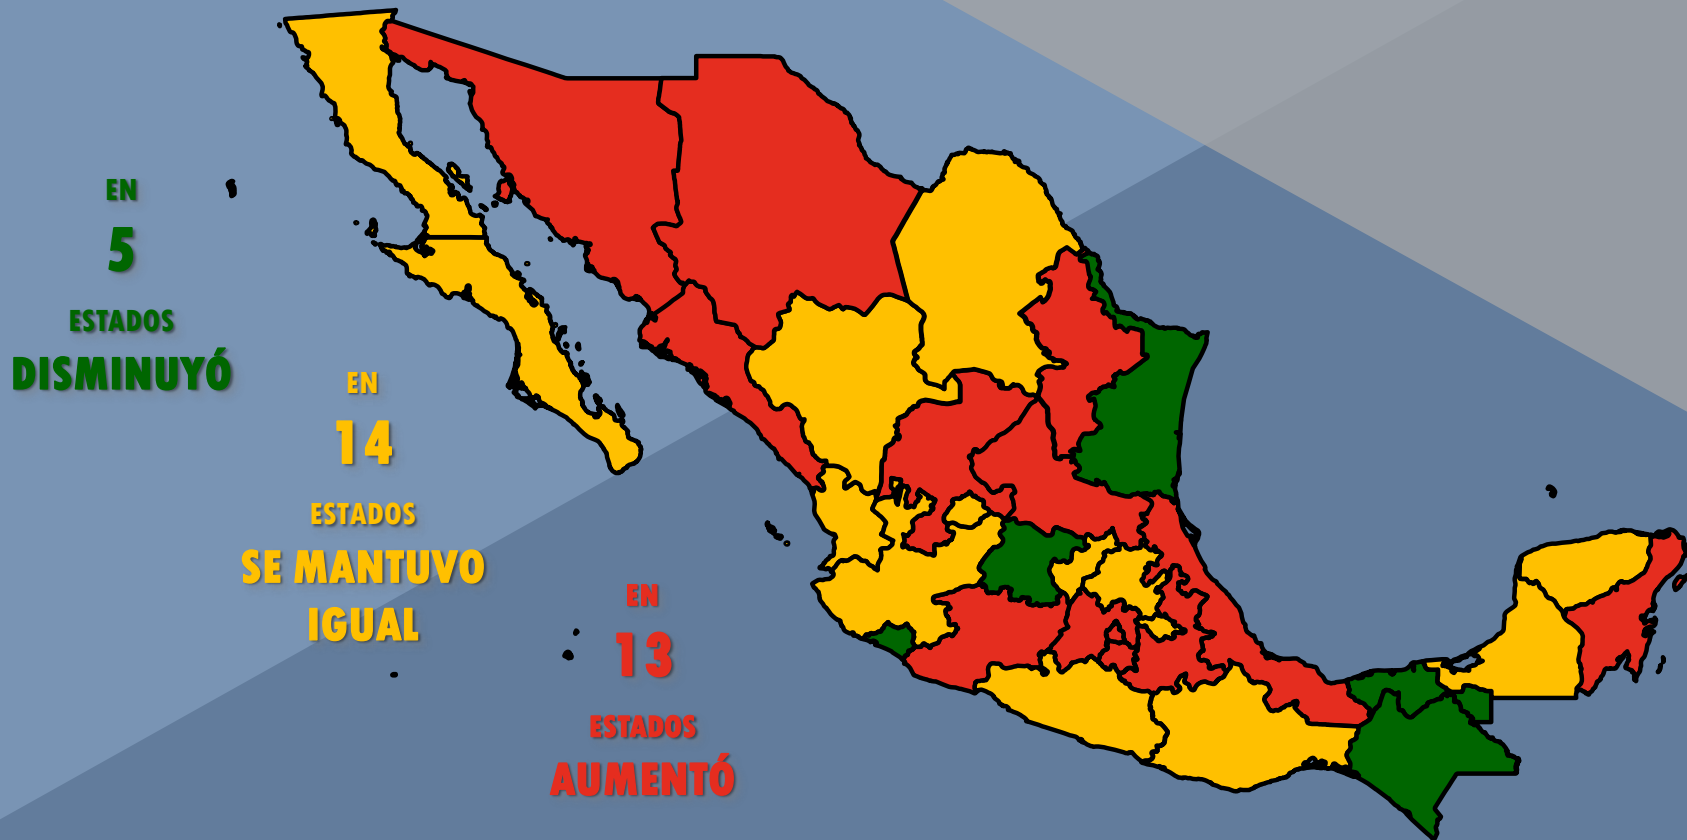 EN
5
ESTADOS
DISMINUYÓ
EN
14
ESTADOS
SE MANTUVO
IGUAL
EN
13
ESTADOS
AUMENTÓ